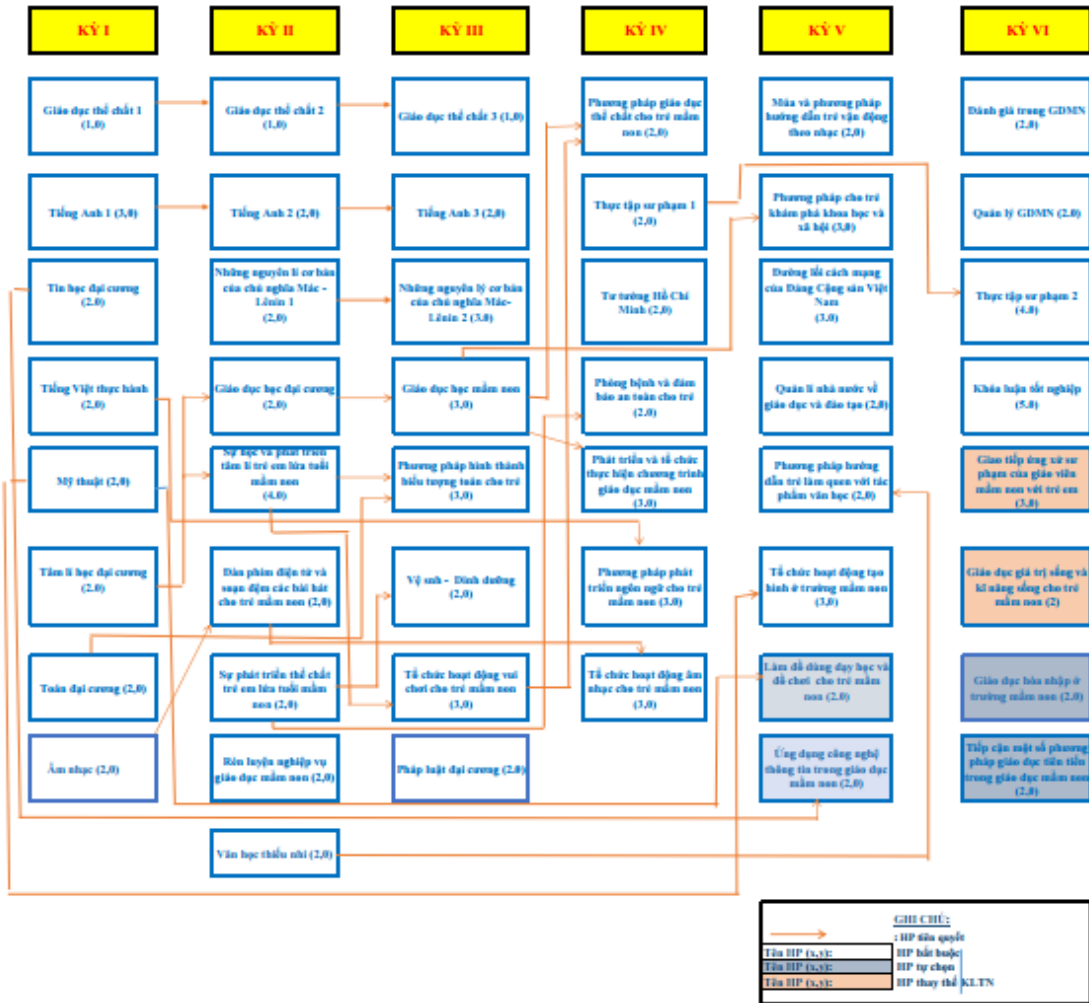 KỲ I
KỲ II
KỲ III
KỲ IV
KỲ V
KỲ VI
Giáo dục thể chất 1
(1,0)
Giáo dục thể chất 2
(1,0)
Giáo dục thể chất 3 (1,0)
Phương pháp giáo dục
thể chất cho trẻ mầm
non (2,0)
Múa và phương pháp
hướng dẫn trẻ vận động
theo nhạc (2,0)
Đánh giá trong GDMN
(2,0)
Tiếng Anh 1 (3,0)
Tiếng Anh 2 (2,0)
Tiếng Anh 3 (2,0)
Thực tập sư phạm 1
(2,0)
Phương pháp cho trẻ
khám phá khoa học và
xã hội (3,0)
Quản lý GDMN (2.0)
Tin học đại cương
(2.0)
Những nguyên lí cơ bản
của chủ nghĩa Mác -
Lênin 1
(2,0)
Những nguyên lý cơ bản
của chủ nghĩa Mác-
Lênin 2 (3.0)
Tư tưởng Hồ Chí
Minh (2,0)
Đường lối cách mạng
của Đảng Cộng sản Việt
Nam
(3.0)
Thực tập sư phạm 2
(4.0)
Tiếng Việt thực hành
(2,0)
Giáo dục học đại cương
(2,0)
Giáo dục học mầm non
(3,0)
Phòng bệnh và đảm
bảo an toàn cho trẻ
(2.0)
Quản lí nhà nước về
giáo dục và đào tạo (2,0)
Khóa luận tốt nghiệp
(5.0)
Mỹ thuật (2,0)
Sự học và phát triển
tâm lí trẻ em lứa tuổi
mầm non
(4.0)
Phương pháp hình thành
biểu tượng toán cho trẻ
(3,0)
Phát triển và tổ chức
thực hiện chương trình
giáo dục mầm non (3.0)
Phương pháp hướng
dẫn trẻ làm quen với tác
phẩm văn học (2,0)
Giao tiếp ứng xử sư
phạm của giáo viên
mầm non với trẻ em
(3,0)
Tâm lí học đại cương
(2.0)
Đàn phím điện tử và
soạn đệm các bài hát
cho trẻ mầm non (2,0)
Vệ snh - Dinh dưỡng
(2,0)
Phương pháp phát
triển ngôn ngữ cho trẻ
mầm non (3.0)
Tổ chức hoạt động tạo
hình ở trường mầm non
(3,0)
Giáo dục giá trị sống và
kĩ năng sống cho trẻ
mầm non (2)
Toán đại cương (2,0)
Sự phát triển thể chất
trẻ em lứa tuổi mầm
non (2,0)
Tổ chức hoạt động vui
chơi cho trẻ mầm non
(3,0)
Tổ chức hoạt động âm
nhạc cho trẻ mầm non
(3,0)
Làm đồ dùng dạy học và
đồ chơi cho trẻ mầm
non (2.0)
Giáo dục hòa nhập ở
trường mầm non (2,0)
Âm nhạc (2,0)
Rèn luyện nghiệp vụ
giáo dục mầm non (2,0)
Pháp luật đại cương (2.0)
Ứng dụng công nghệ
thông tin trong giáo dục
mầm non (2,0)
Tiếp cận một số phương
pháp giáo dục tiên tiến
trong giáo dục mầm non
(2,0)
Văn học thiếu nhi (2,0)
GHI CHÚ:
: HP tiên quyết
Tên HP (x,y): HP bắt buộc
Tên HP (x,y): HP tự chọn
Tên HP (x,y): HP thay thế KLTN